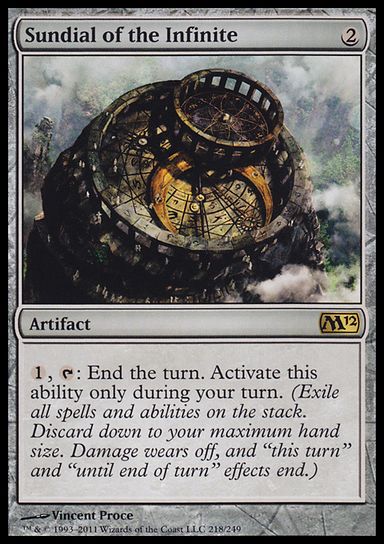 Sundial of the Infinite 2
Artifact M12
1, T: End the turn. Activate this
ability only during your turn. (Exile
all spells and abilities on the stack.
Discard down to your maximum hand
size. Damage wears off, and “this turn”
and “until end of turn” effects end.)
Vincent Proce
™ & © 1993–2011 Wizards of the Coast LLC 218/249